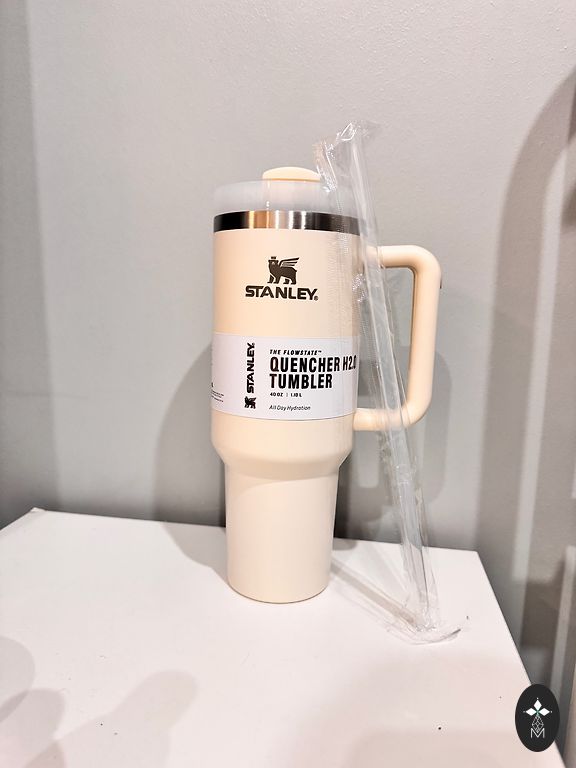 STANLEY®
STANLEY.
THE FLOWSTATE™
QUENCHER H2.0
TUMBLER
40 OZ | 1.18 L
All Day Hydration
M